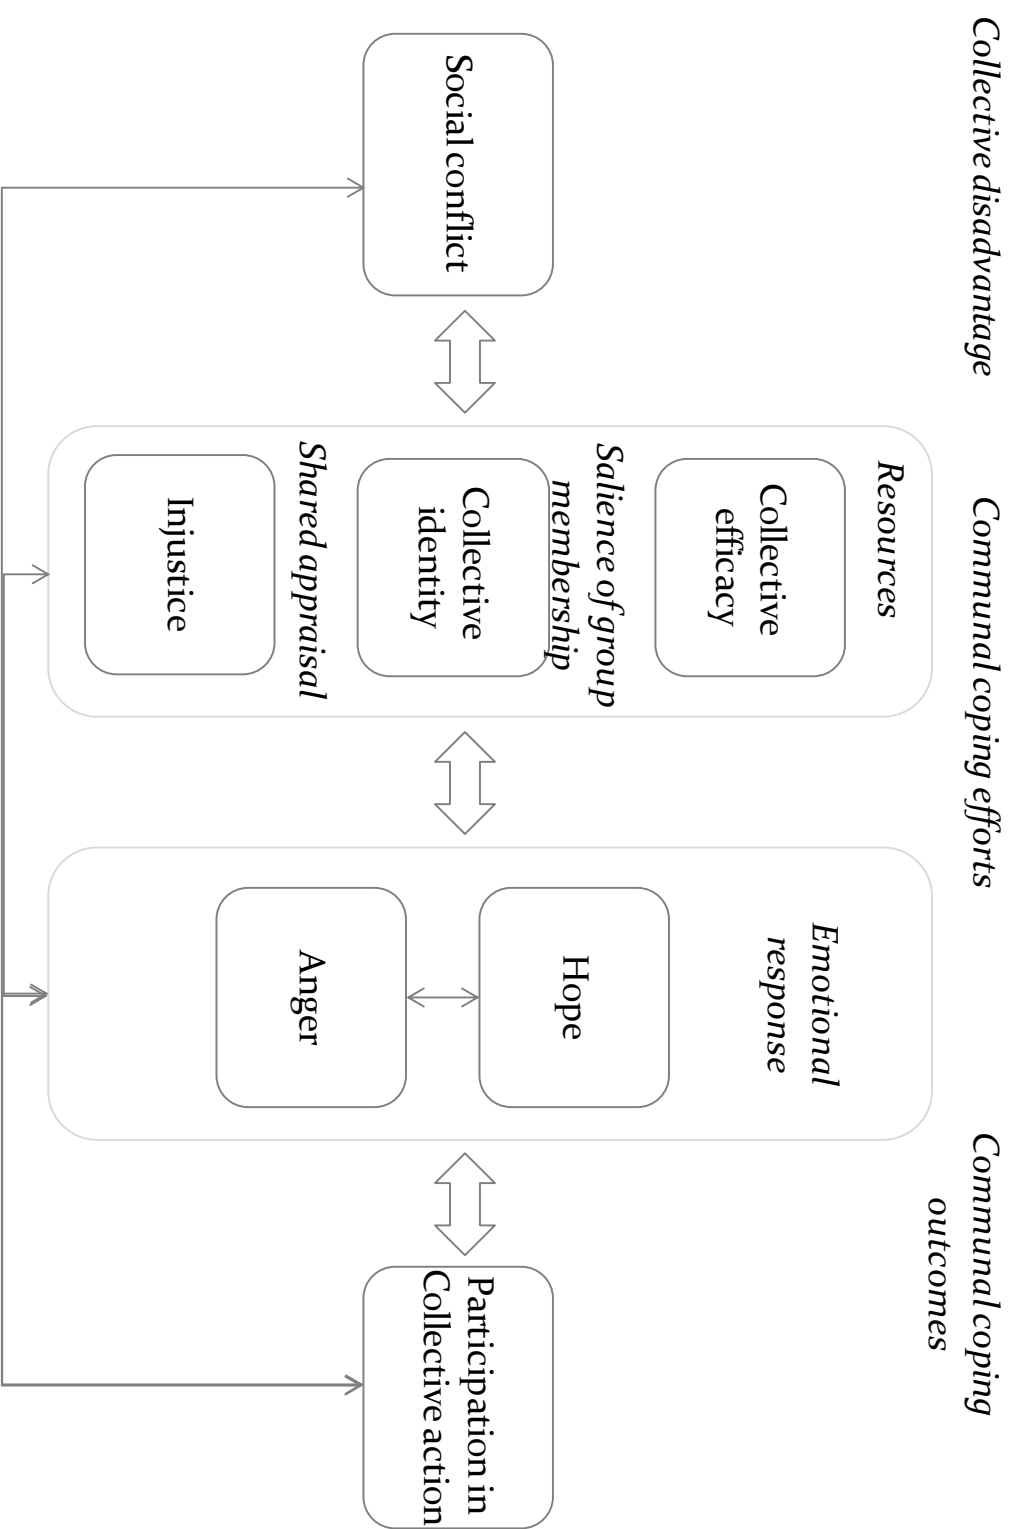 Collective disadvantage
Communal coping efforts
Communal coping
outcomes
Social conflict
Resources
Collective
efficacy
Salience of group
membership
Collective
identity
Shared appraisal
Injustice
Emotional
response
Hope
Anger
Participation in
Collective action